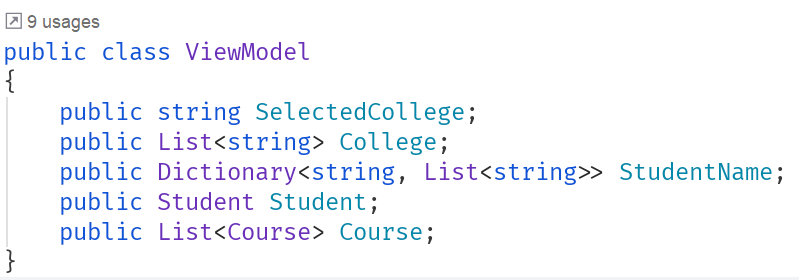 9 usages
public class ViewModel
{
    public string SelectedCollege;
    public List<string> College;
    public Dictionary<string, List<string>> StudentName;
    public Student Student;
    public List<Course> Course;
}